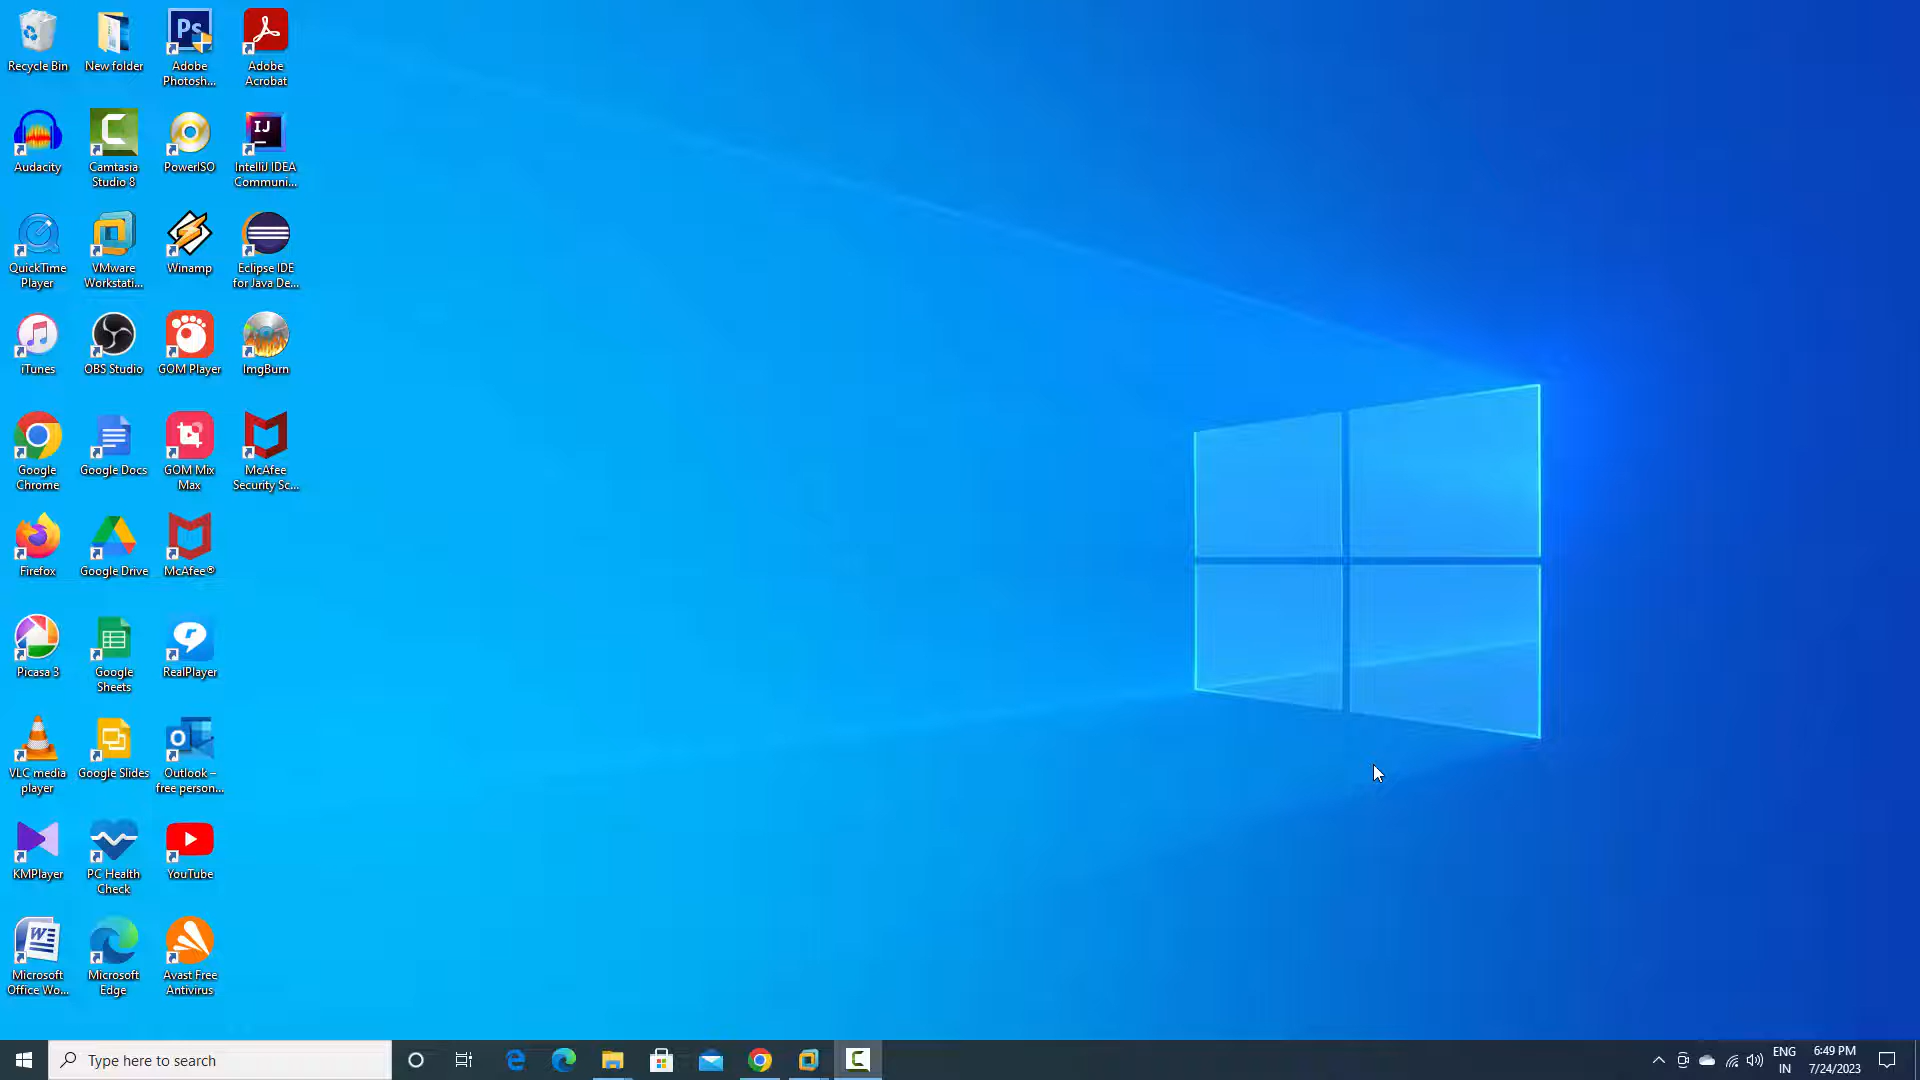 Recycle Bin
New folder
Ps
Adobe
Photosh...
Adobe
Acrobat
Audacity
Camtasia
Studio 8
PowerISO
IJ
IntelliJ IDEA
Communi...
QuickTime
Player
VMware
Workstati...
Winamp
Eclipse IDE
for Java De...
iTunes
OBS Studio
GOM Player
ImgBurn
Google
Chrome
Google Docs
GOM Mix
Max
McAfee
Security Sc...
Firefox
Google Drive
McAfee®
Picasa 3
Google
Sheets
RealPlayer
VLC media
player
Google Slides
Outlook –
free person...
KMPlayer
PC Health
Check
YouTube
Microsoft
Office Wo...
Microsoft
Edge
Avast Free
Antivirus
Type here to search
ENG
IN
6:49 PM
7/24/2023